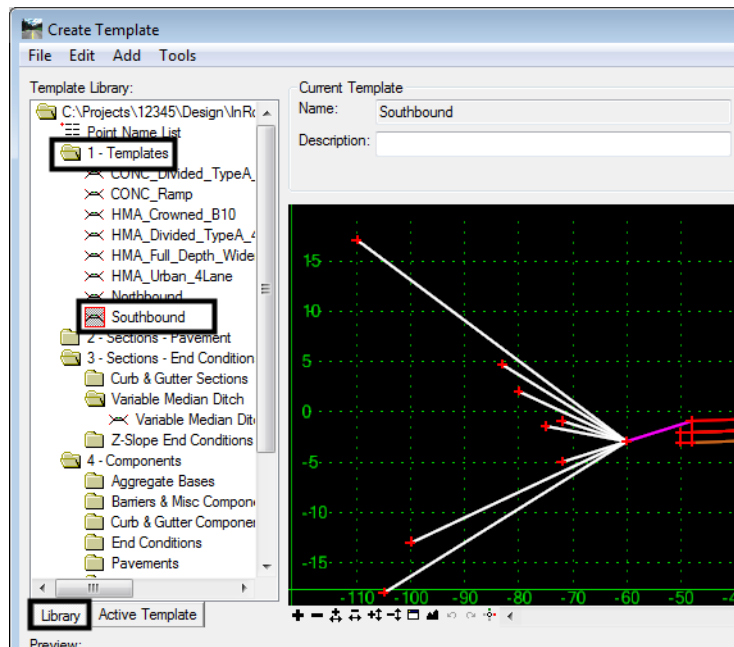 Create Template
File Edit Add Tools
Template Library:
C:\Projects\12345\Design\InRo
Point Name List
1 - Templates
CONC_Divided_TypeA_
CONC_Ramp
HMA_Crowned_B10
HMA_Divided_TypeA_4
HMA_Full_Depth_Wide
HMA_Urban_4Lane
Northbound
Southbound
2 - Sections - Pavement
3 - Sections - End Condition
Curb & Gutter Sections
Variable Median Ditch
Variable Median Dit
Z-Slope End Conditions
4 - Components
Aggregate Bases
Barriers & Misc Compon
Curb & Gutter Componer
End Conditions
Pavements
Library Active Template
Preview:
Current Template
Name: Southbound
Description:
15
10
5
0
-5
-10
-15
-110 -100 -90 -80 -70 -60 -50